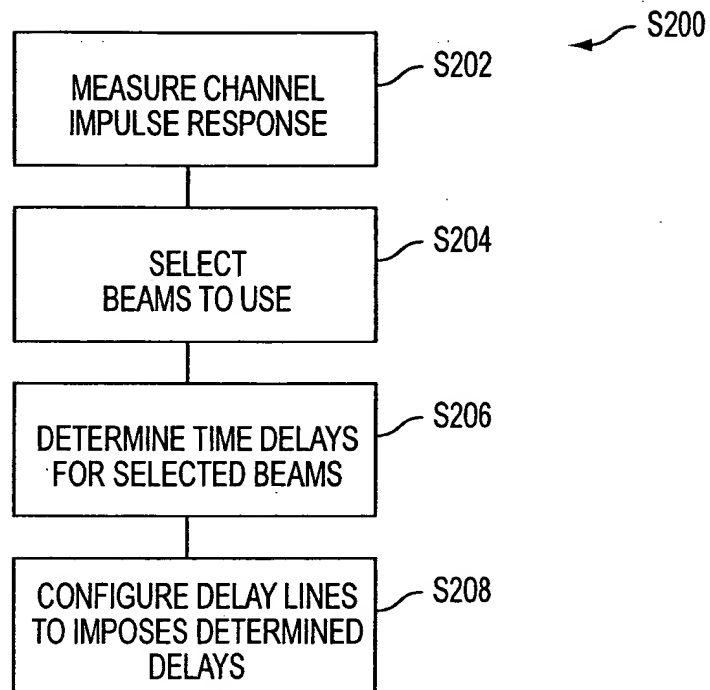 S200
MEASURE CHANNEL
IMPULSE RESPONSE
S202
SELECT
BEAMS TO USE
S204
DETERMINE TIME DELAYS
FOR SELECTED BEAMS
S206
CONFIGURE DELAY LINES
TO IMPOSES DETERMINED
DELAYS
S208